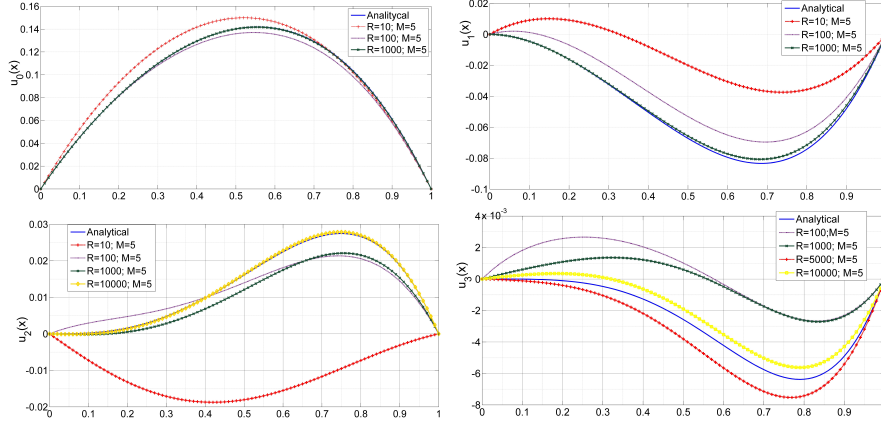 0.16
0.14
0.12
0.1
0.08
0.06
0.04
0.02
0
u0(x)
Analitycal
R=10; M=5
R=100; M=5
R=1000; M=5
0 0.1 0.2 0.3 0.4 0.5 0.6 0.7 0.8 0.9 1
0.02
0
-0.02
-0.04
-0.06
-0.08
-0.1
u1(x)
Analytical
R=10; M=5
R=100; M=5
R=1000; M=5
0 0.1 0.2 0.3 0.4 0.5 0.6 0.7 0.8 0.9
0.03
0.02
0.01
0
-0.01
-0.02
u2(x)
Analytical
R=10; M=5
R=100; M=5
R=1000; M=5
R=10000; M=5
0 0.1 0.2 0.3 0.4 0.5 0.6 0.7 0.8 0.9 1
4 × 10^-3
2
0
-2
-4
-6
-8
u3(x)
Analytical
R=100;M=5
R=1000; M=5
R=5000; M=5
R=10000; M=5
0 0.1 0.2 0.3 0.4 0.5 0.6 0.7 0.8 0.9